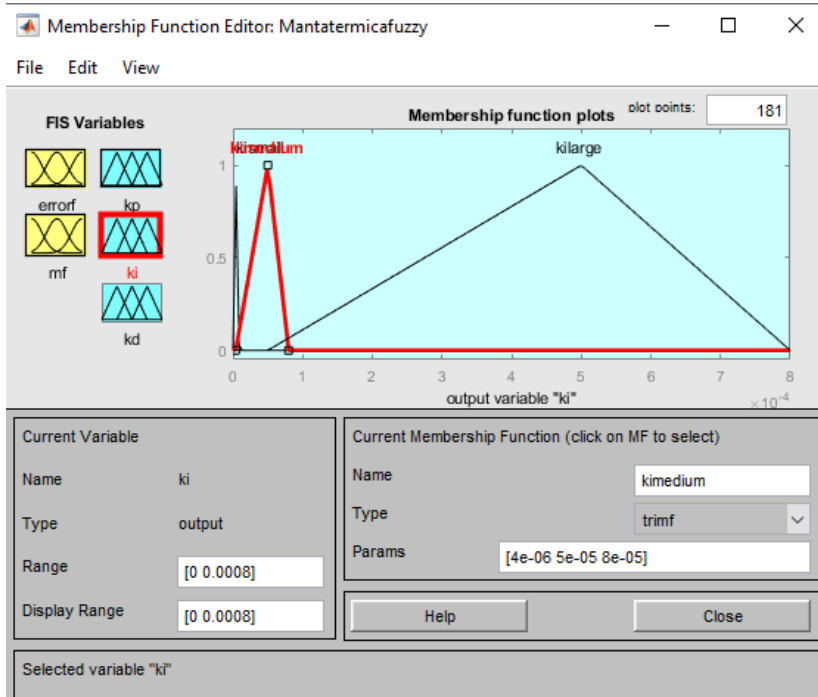 Membership Function Editor: Mantatermicafuzzy
File Edit View
FIS Variables
Membership function plots
plot points:
181
errorf
kp
mf
ki
kd
kimedium
kilarge
1
0.5
0
0 1 2 3 4 5 6 7 8
output variable "ki"
×10-4
Current Variable
Name ki
Type output
Range [0 0.0008]
Display Range [0 0.0008]
Current Membership Function (click on MF to select)
Name kimedium
Type trimf
Params [4e-06 5e-05 8e-05]
Help Close
Selected variable "ki"